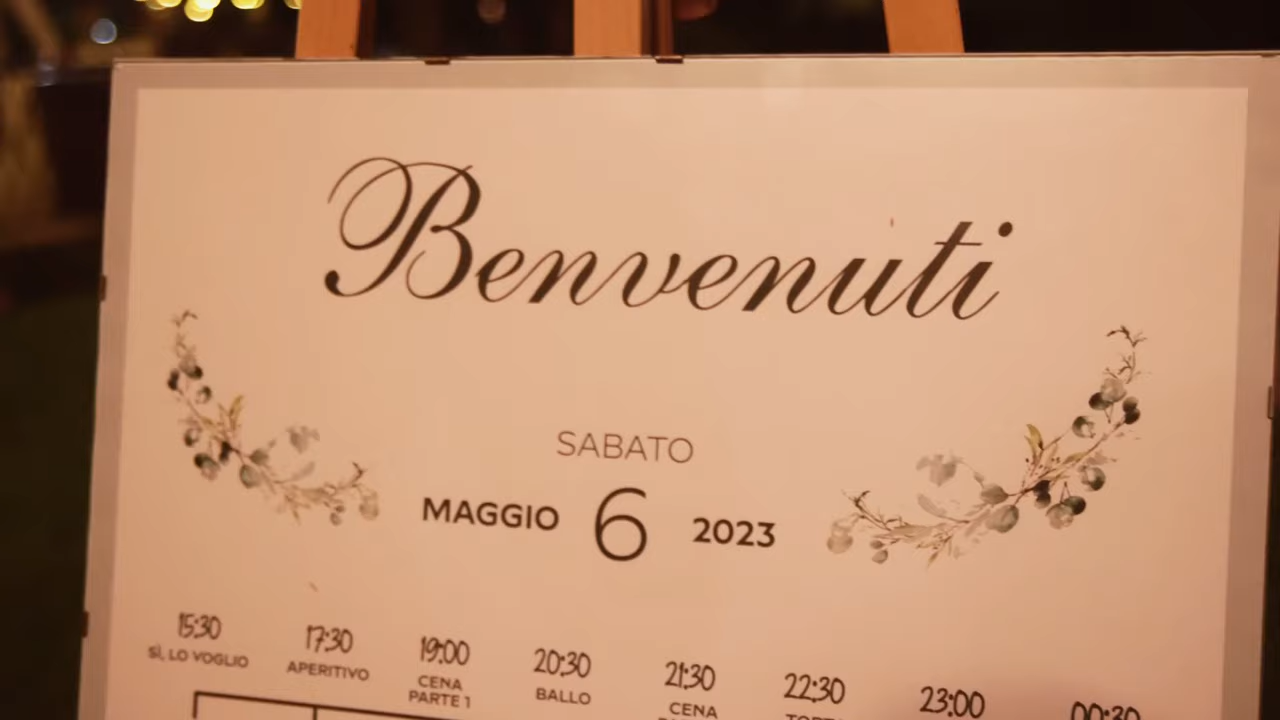 Benvenuti
SABATO
MAGGIO 6 2023
15:30 17:30 19:00 20:30 21:30 22:30 23:00 00:30
SÌ, LO VOGLIO APERITIVO CENA BALLO CENA
PARTE 1